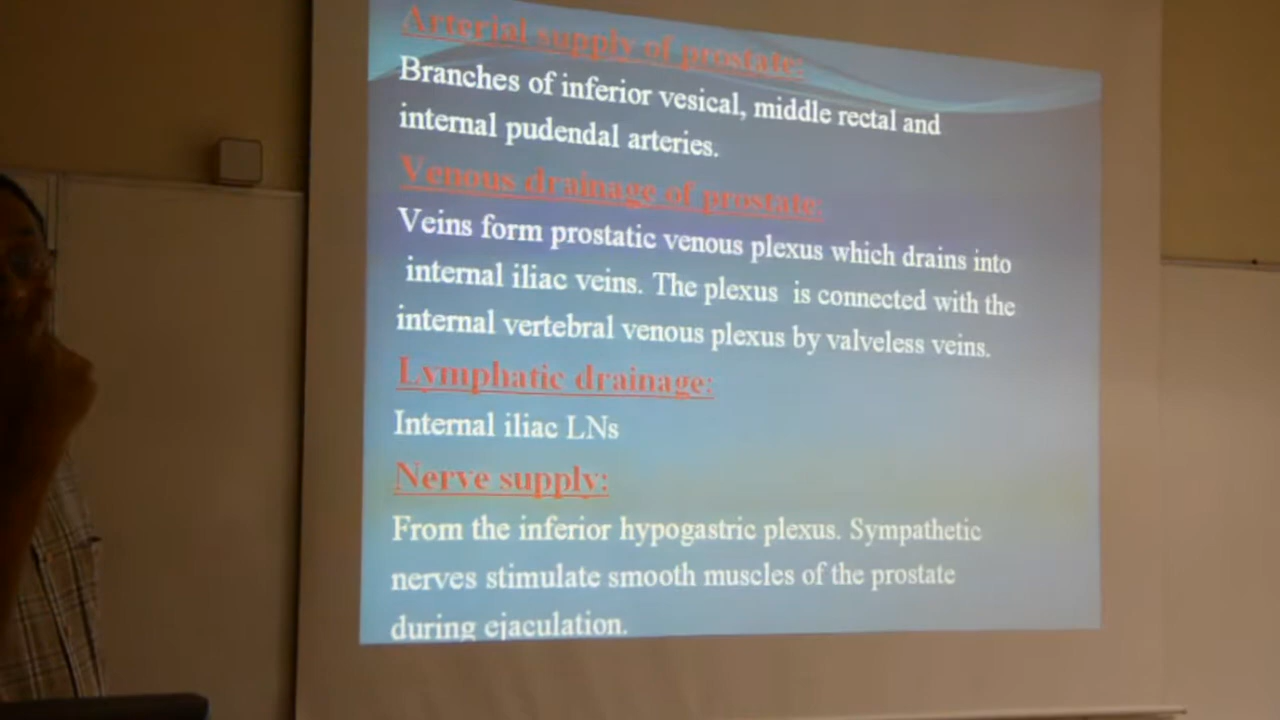 Arterial supply of prostate:
Branches of inferior vesical, middle rectal and
internal pudendal arteries.
Venous drainage of prostate:
Veins form prostatic venous plexus which drains into
internal iliac veins. The plexus is connected with the
internal vertebral venous plexus by valveless veins.
Lymphatic drainage:
Internal iliac LNs
Nerve supply:
From the inferior hypogastric plexus. Sympathetic
nerves stimulate smooth muscles of the prostate
during ejaculation.